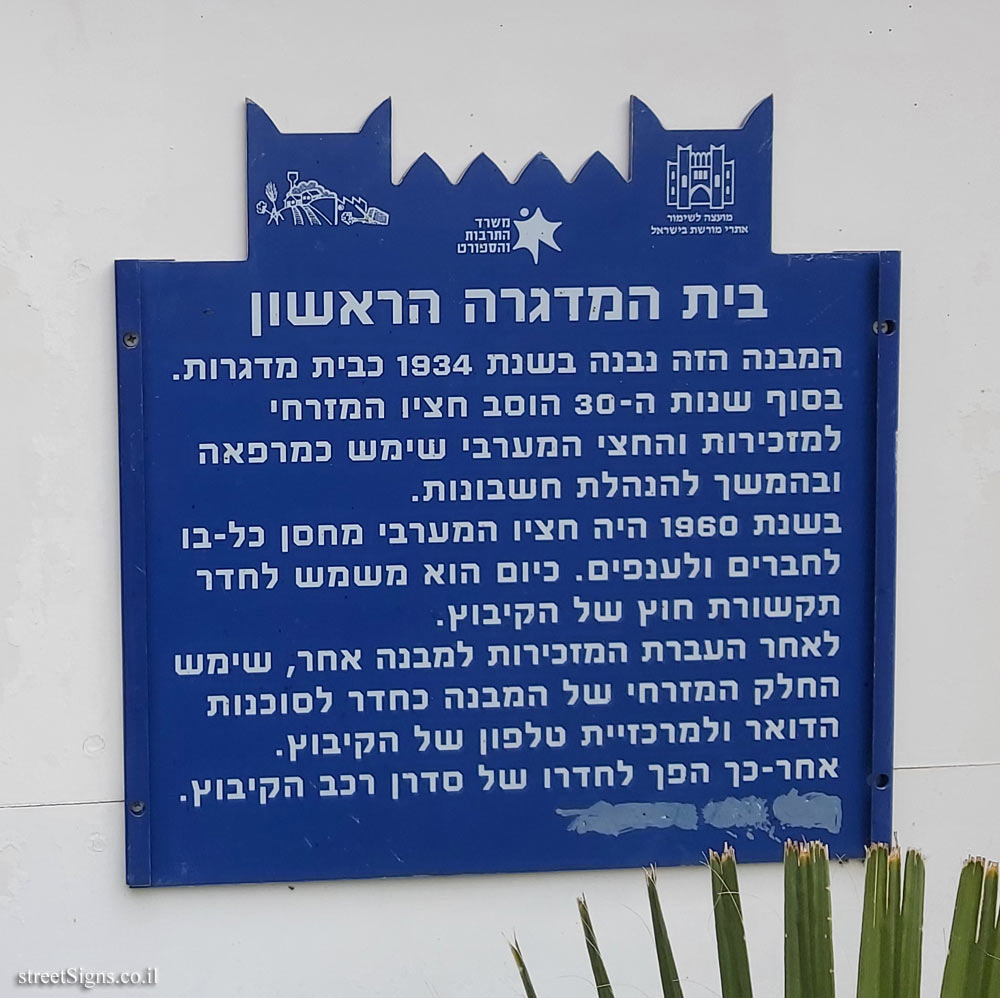 מועצה לשימור
אתרי מורשת בישראל
משרד
התרבות
והספורט
בית המדגרה הראשון
המבנה הזה נבנה בשנת 1934 כבית מדגרות.
בסוף שנות ה-30 הוסב חציו המזרחי
למזכירות והחצי המערבי שימש כמרפאה
ובהמשך להנהלת חשבונות.
בשנת 1960 היה חציו המערבי מחסן כל-בו
לחברים ולענפים. כיום הוא משמש לחדר
תקשורת חוץ של הקיבוץ.
לאחר העברת המזכירות למבנה אחר, שימש
החלק המזרחי של המבנה כחדר לסוכנות
הדואר ולמרכזיית טלפון של הקיבוץ.
אחר-כך הפך לחדרו של סדרן רכב הקיבוץ.
streetSigns.co.il